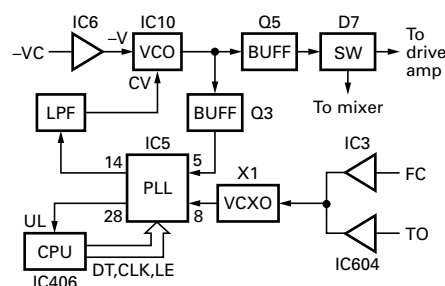 IC6
IC10
Q5
D7
–VC
–V
VCO
BUFF
SW
To drive amp
CV
To mixer
LPF
BUFF
Q3
IC5
IC3
14
5
X1
PLL
VCXO
FC
UL
28
8
CPU
TO
DT,CLK,LE
IC406
IC604